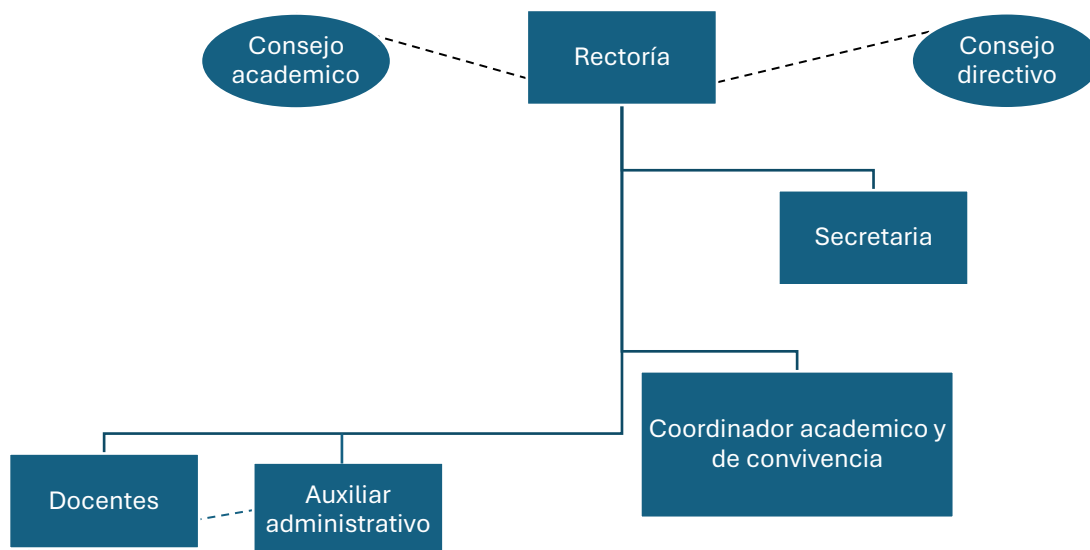 Consejo
academico
Rectoría
Consejo
directivo
Secretaria
Coordinador academico y
de convivencia
Docentes
Auxiliar
administrativo